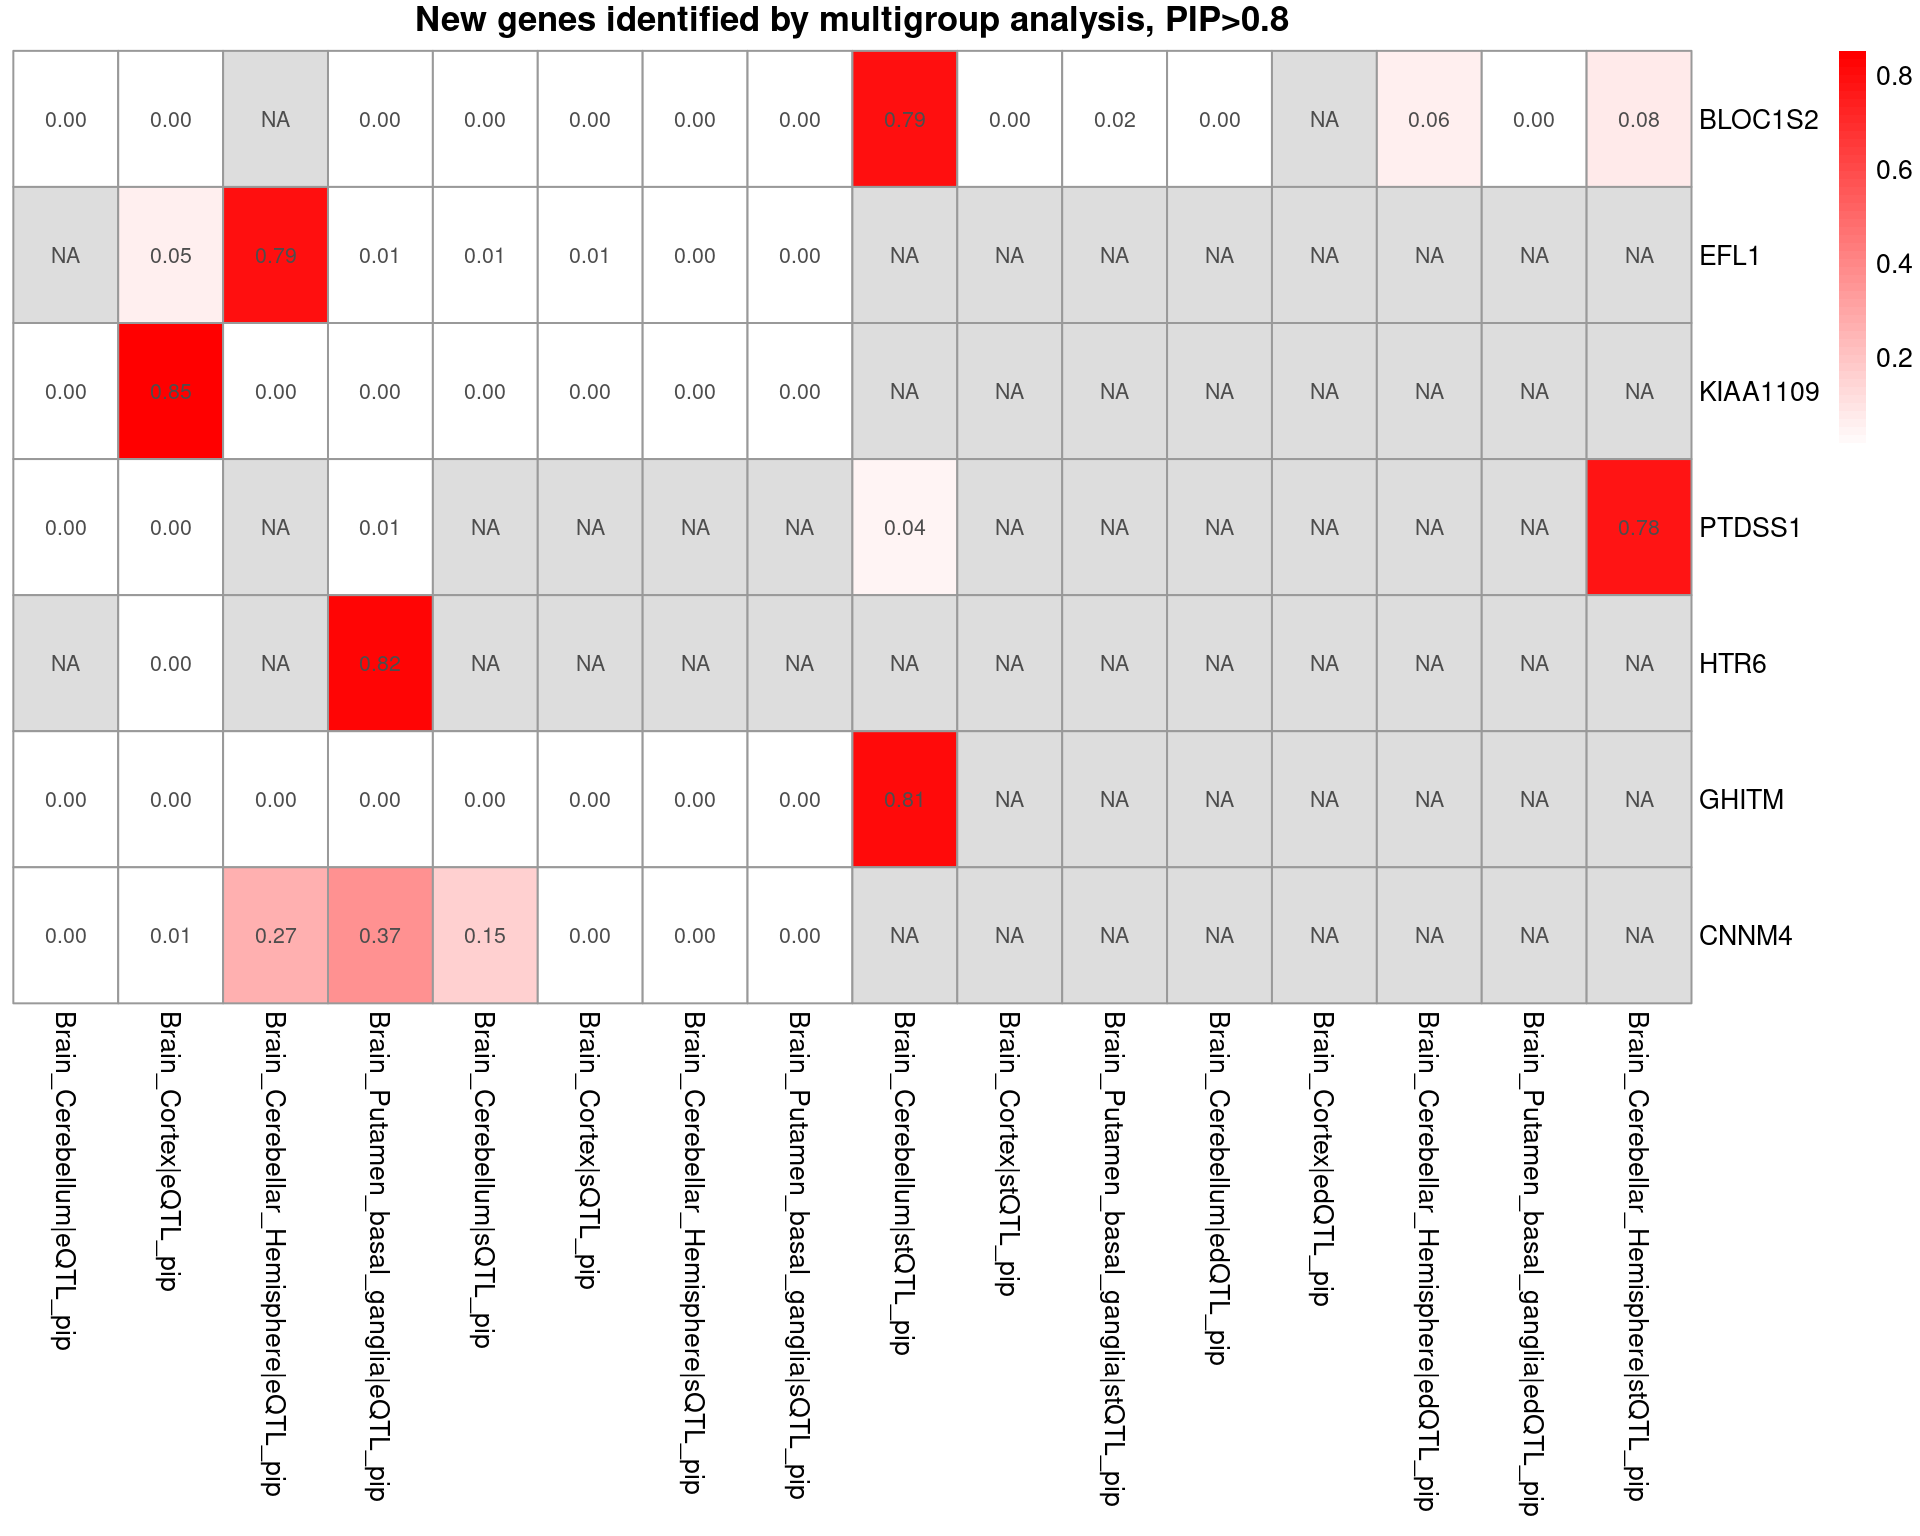 New genes identified by multigroup analysis, PIP>0.8
0.00 0.00 NA 0.00 0.00 0.00 0.00 0.00 0.79 0.00 0.02 0.00 NA 0.06 0.00 0.08 BLOC1S2
NA 0.05 0.79 0.01 0.01 0.01 0.00 0.00 NA NA NA NA NA NA NA NA EFL1
0.00 0.85 0.00 0.00 0.00 0.00 0.00 0.00 NA NA NA NA NA NA NA NA KIAA1109
0.00 0.00 NA 0.01 NA NA NA NA 0.04 NA NA NA NA NA NA 0.78 PTDSS1
NA 0.00 NA 0.82 NA NA NA NA NA NA NA NA NA NA NA NA HTR6
0.00 0.00 0.00 0.00 0.00 0.00 0.00 0.00 0.81 NA NA NA NA NA NA NA GHITM
0.00 0.01 0.27 0.37 0.15 0.00 0.00 0.00 NA NA NA NA NA NA NA NA CNNM4
Brain_Cerebellum|eQTL_pip
Brain_Cortex|eQTL_pip
Brain_Cerebellar_Hemisphere|eQTL_pip
Brain_Putamen_basal_ganglia|eQTL_pip
Brain_Cerebellum|sQTL_pip
Brain_Cortex|sQTL_pip
Brain_Cerebellar_Hemisphere|sQTL_pip
Brain_Putamen_basal_ganglia|sQTL_pip
Brain_Cerebellum|stQTL_pip
Brain_Cortex|stQTL_pip
Brain_Putamen_basal_ganglia|stQTL_pip
Brain_Cerebellum|edQTL_pip
Brain_Cortex|edQTL_pip
Brain_Cerebellar_Hemisphere|edQTL_pip
Brain_Putamen_basal_ganglia|edQTL_pip
Brain_Cerebellar_Hemisphere|stQTL_pip
0.8
0.6
0.4
0.2